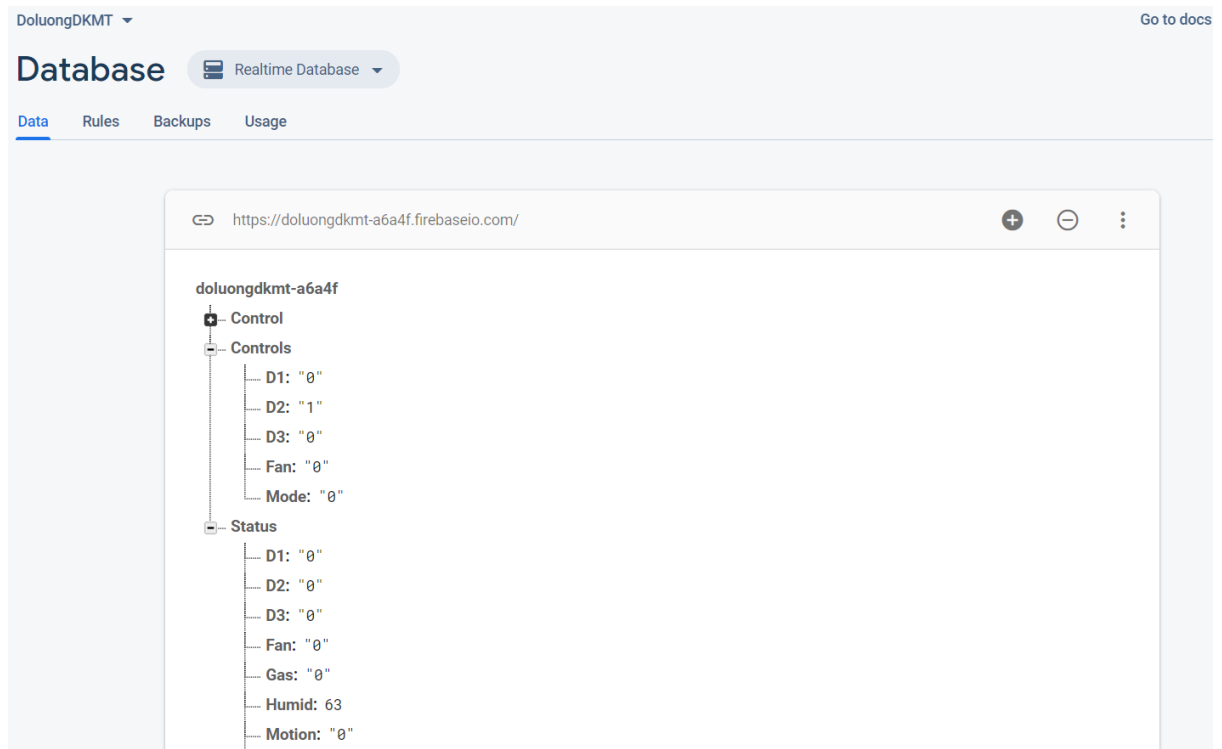 DoluongDKMT Go to docs
Database Realtime Database
Data Rules Backups Usage
https://doluongdkmt-a6a4f.firebaseio.com/
doluongdkmt-a6a4f
Control
Controls
D1: "0"
D2: "1"
D3: "0"
Fan: "0"
Mode: "0"
Status
D1: "0"
D2: "0"
D3: "0"
Fan: "0"
Gas: "0"
Humid: 63
Motion: "0"